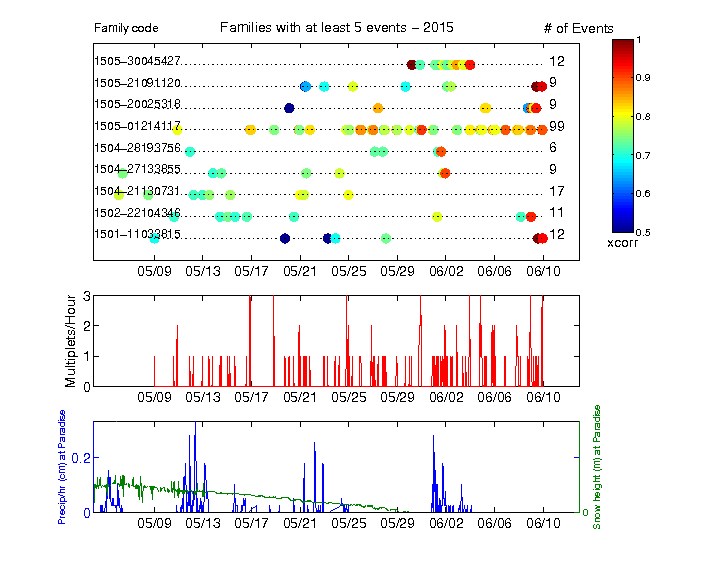 Family code Families with at least 5 events − 2015 # of Events
1505−30045427 12
1505−21091120 9
1505−20025318 9
1505−01214117 99
1504−28193756 6
1504−27133855 9
1504−21130731 17
1502−22104346 11
1501−11033815 12
05/09 05/13 05/17 05/21 05/25 05/29 06/02 06/06 06/10
1
0.9
0.8
0.7
0.6
0.5
xcorr
Multiplets/Hour
3
2
1
0
05/09 05/13 05/17 05/21 05/25 05/29 06/02 06/06 06/10
Precip/hr (cm) at Paradise
0.2
0
0
Snow height (m) at Paradise
05/09 05/13 05/17 05/21 05/25 05/29 06/02 06/06 06/10